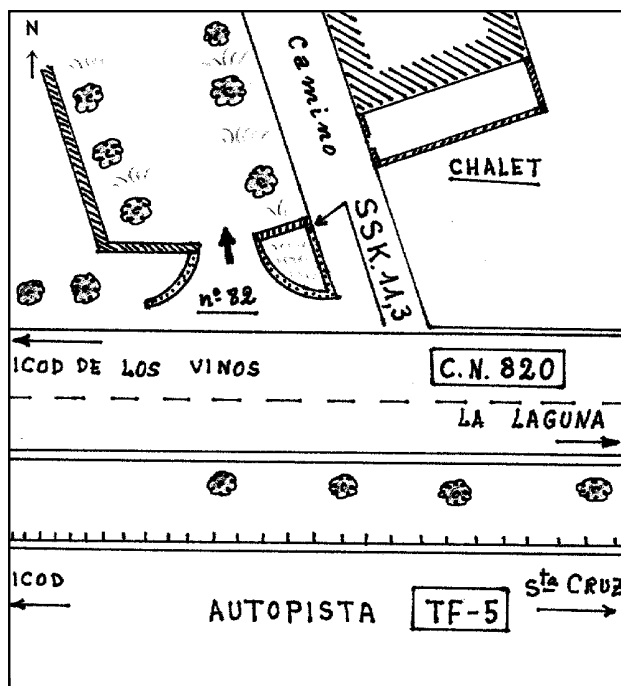 N
Camino
CHALET
SSK. 11,3
nº 82
ICOD DE LOS VINOS
C.N. 820
LA LAGUNA
ICOD
Sta CRUZ
AUTOPISTA TF-5